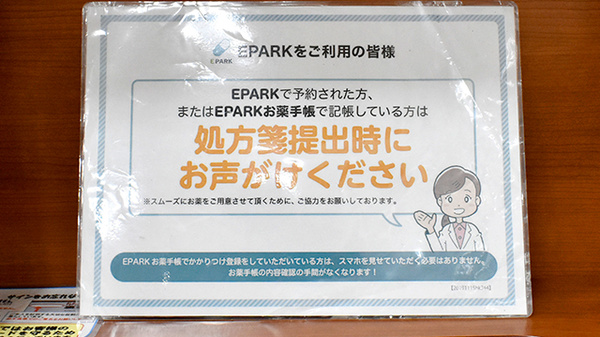 EPARK
EPARKをご利用の皆様
EPARKで予約された方、
またはEPARKお薬手帳で記帳している方は
処方箋提出時に
お声がけください
※スムーズにお薬をご用意させて頂くために、ご協力をお願いしております。
EPARKお薬手帳でかかりつけ登録をしていただいている方は、スマホを見せていただく必要はありません。
お薬手帳の内容確認の手間がなくなります！